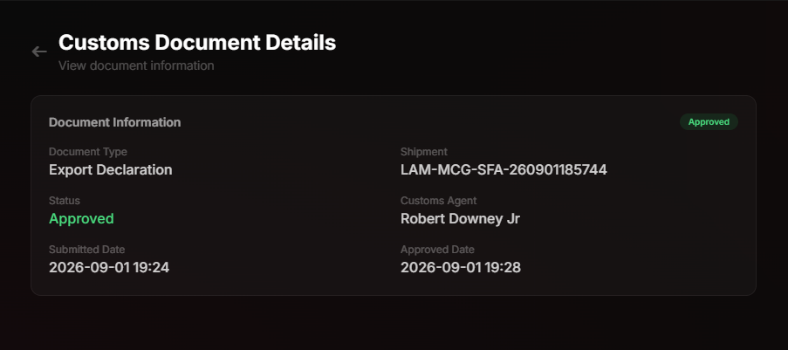 Customs Document Details
View document information
Document Information
Approved
Document Type
Export Declaration
Shipment
LAM-MCG-SFA-260901185744
Status
Approved
Customs Agent
Robert Downey Jr
Submitted Date
2026-09-01 19:24
Approved Date
2026-09-01 19:28